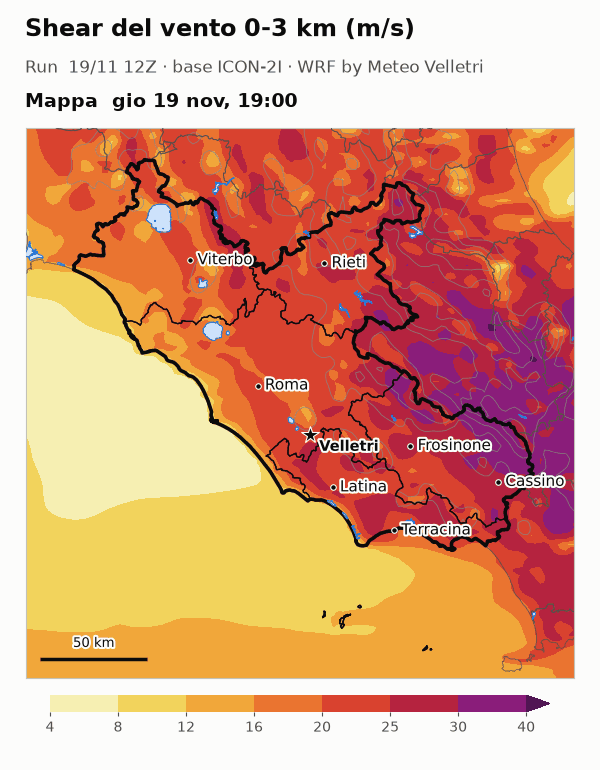 Shear del vento 0-3 km (m/s)
Run  19/11 12Z · base ICON-2I · WRF by Meteo Velletri
Mappa  gio 19 nov, 19:00
Viterbo
Rieti
Roma
Velletri
Frosinone
Latina
Cassino
Terracina
50 km
4 8 12 16 20 25 30 40